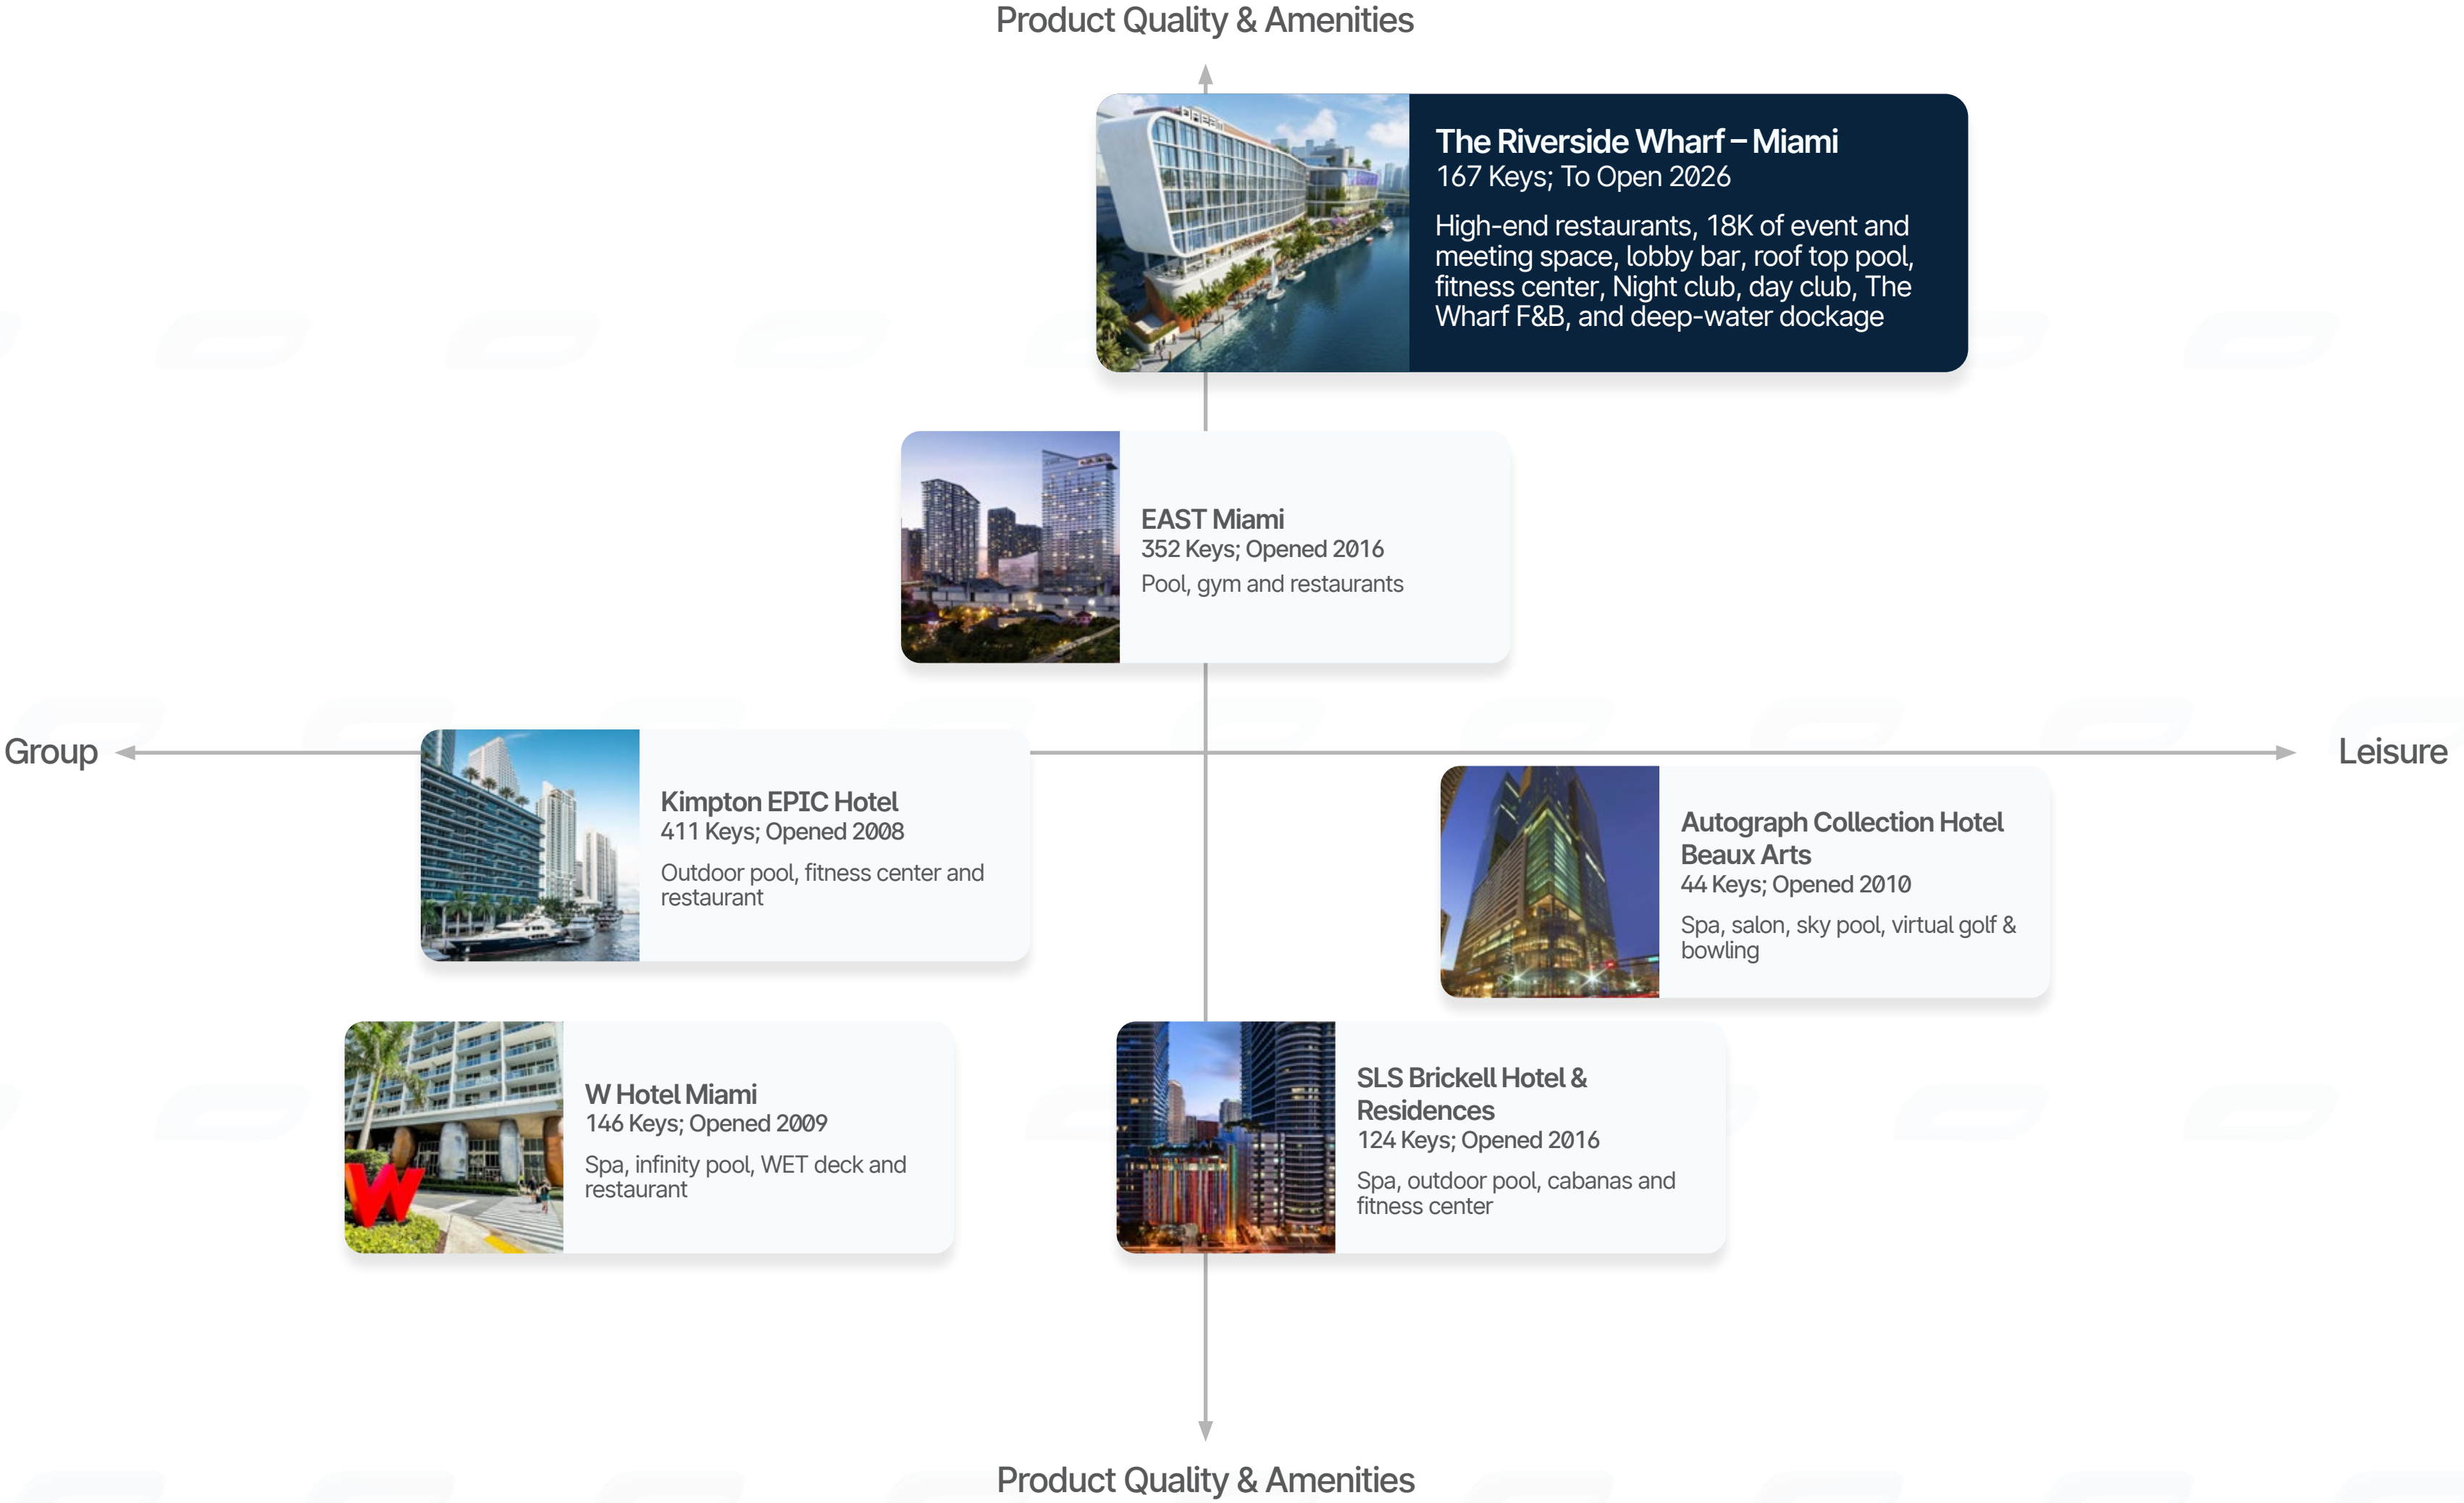 Product Quality & Amenities
DREAM
The Riverside Wharf – Miami
167 Keys; To Open 2026
High-end restaurants, 18K of event and
meeting space, lobby bar, roof top pool,
fitness center, Night club, day club, The
Wharf F&B, and deep-water dockage
EAST Miami
352 Keys; Opened 2016
Pool, gym and restaurants
Group
Leisure
Kimpton EPIC Hotel
411 Keys; Opened 2008
Outdoor pool, fitness center and
restaurant
Autograph Collection Hotel
Beaux Arts
44 Keys; Opened 2010
Spa, salon, sky pool, virtual golf &
bowling
W
W Hotel Miami
146 Keys; Opened 2009
Spa, infinity pool, WET deck and
restaurant
SLS Brickell Hotel &
Residences
124 Keys; Opened 2016
Spa, outdoor pool, cabanas and
fitness center
Product Quality & Amenities